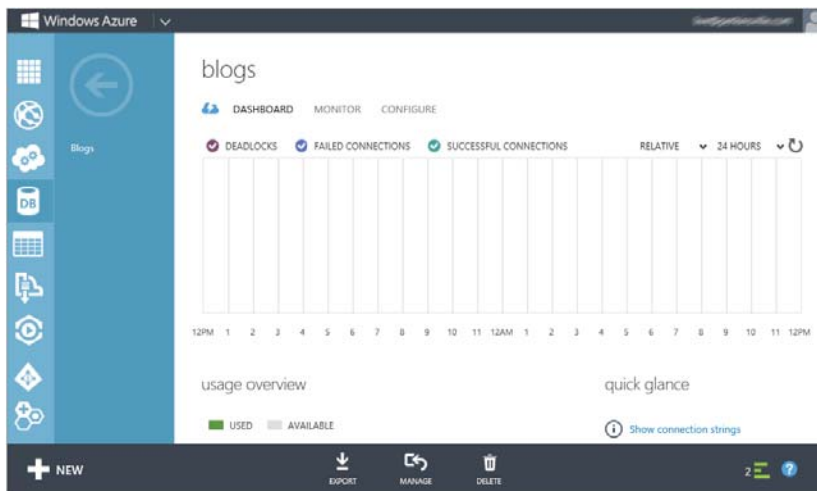 Windows Azure
blogs
DASHBOARD MONITOR CONFIGURE
Blogs
DEADLOCKS FAILED CONNECTIONS SUCCESSFUL CONNECTIONS RELATIVE 24 HOURS
DB
12PM 1 2 3 4 5 6 7 8 9 10 11 12AM 1 2 3 4 5 6 7 8 9 10 11 12PM
usage overview quick glance
USED AVAILABLE Show connection strings
NEW EXPORT MANAGE DELETE 2